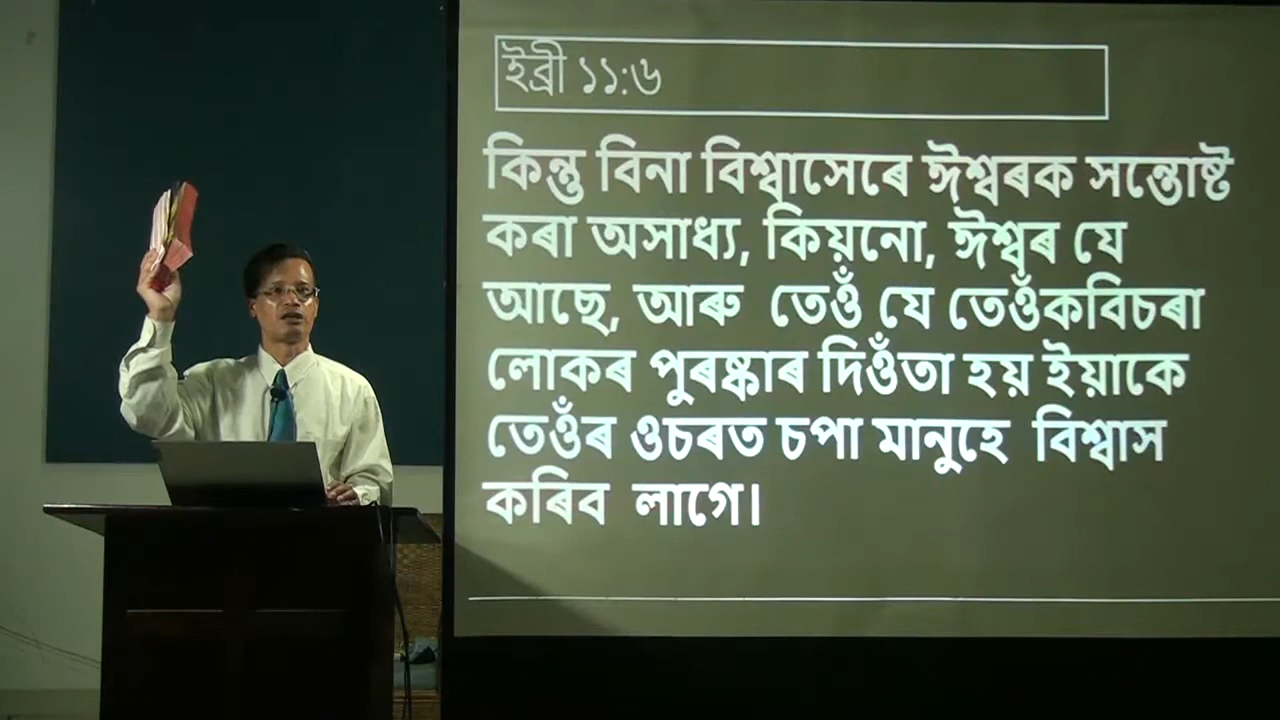 ইব্ৰী ১১:৬
কিন্তু বিনা বিশ্বাসেৰে ঈশ্বৰক সন্তোষ্ট
কৰা অসাধ্য, কিয়নো, ঈশ্বৰ যে
আছে, আৰু তেওঁ যে তেওঁকবিচৰা
লোকৰ পুৰষ্কাৰ দিওঁতা হয় ইয়াকে
তেওঁৰ ওচৰত চপা মানুহে বিশ্বাস
কৰিব লাগে।